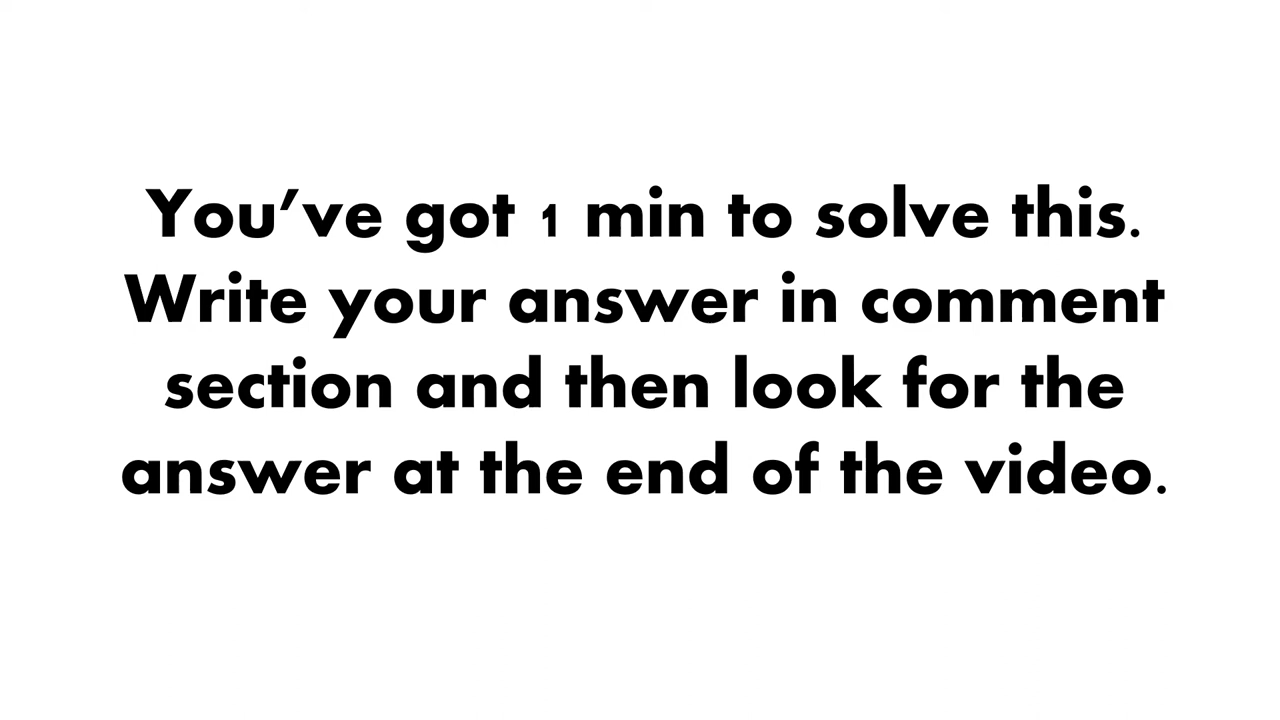 You’ve got 1 min to solve this.
Write your answer in comment
section and then look for the
answer at the end of the video.